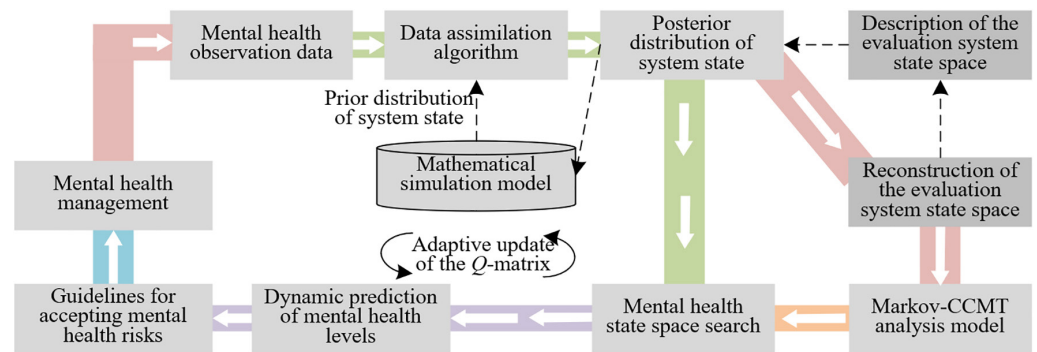 Mental health
observation data
Data assimilation
algorithm
Posterior
distribution of
system state
Description of the
evaluation system
state space
Prior distribution
of system state
Mathematical
simulation model
Mental health
management
Reconstruction of
the evaluation
system state space
Adaptive update
of the Q-matrix
Guidelines for
accepting mental
health risks
Dynamic prediction
of mental health
levels
Mental health
state space search
Markov-CCMT
analysis model